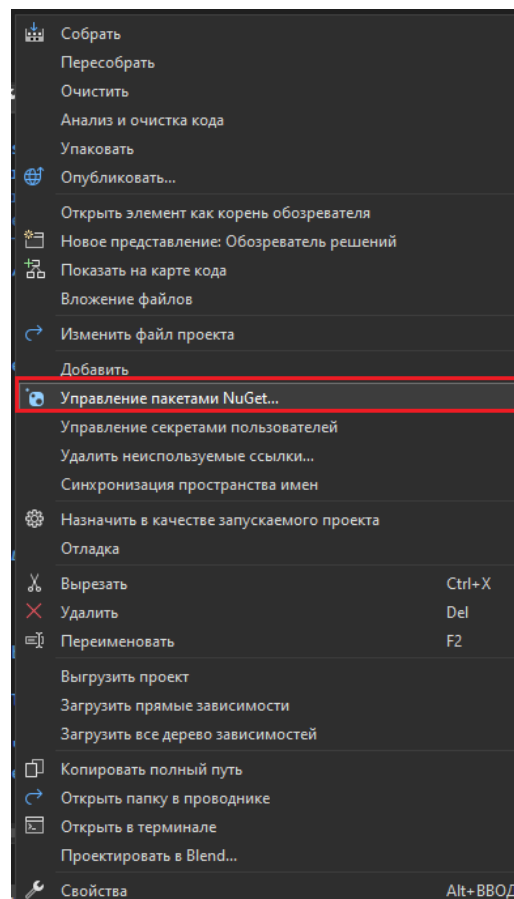 Собрать
Пересобрать
Очистить
Анализ и очистка кода
Упаковать
Опубликовать...
Открыть элемент как корень обозревателя
Новое представление: Обозреватель решений
Показать на карте кода
Вложение файлов
Изменить файл проекта
Добавить
Управление пакетами NuGet...
Управление секретами пользователей
Удалить неиспользуемые ссылки...
Синхронизация пространства имен
Назначить в качестве запускаемого проекта
Отладка
Вырезать Ctrl+X
Удалить Del
Переименовать F2
Выгрузить проект
Загрузить прямые зависимости
Загрузить все дерево зависимостей
Копировать полный путь
Открыть папку в проводнике
Открыть в терминале
Проектировать в Blend...
Свойства Alt+ВВОД